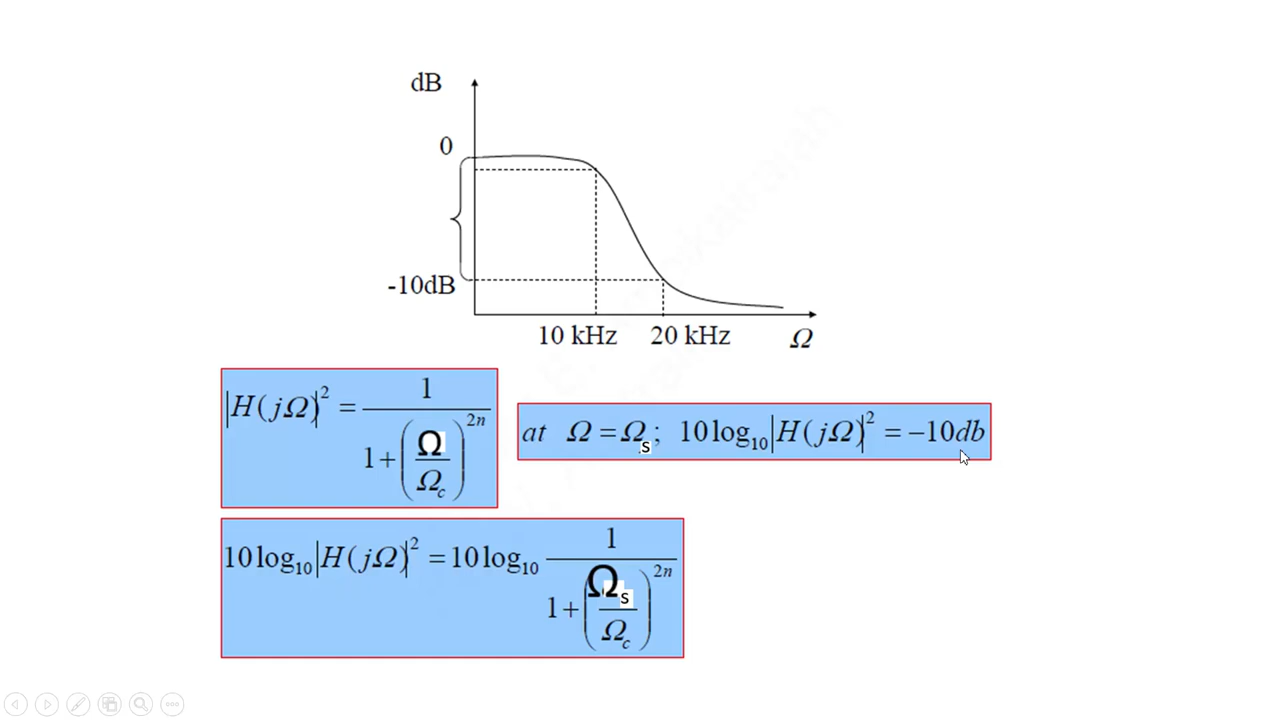 dB
0
-10dB
10 kHz 20 kHz Ω
|H(jΩ)|² = 1 / (1+(Ω/Ω_c)^{2n})
at Ω = Ω_s ; 10 log₁₀ |H(jΩ)|² = −10db
10 log₁₀ |H(jΩ)|² = 10 log₁₀ 1 / (1+(Ω_s/Ω_c)^{2n})